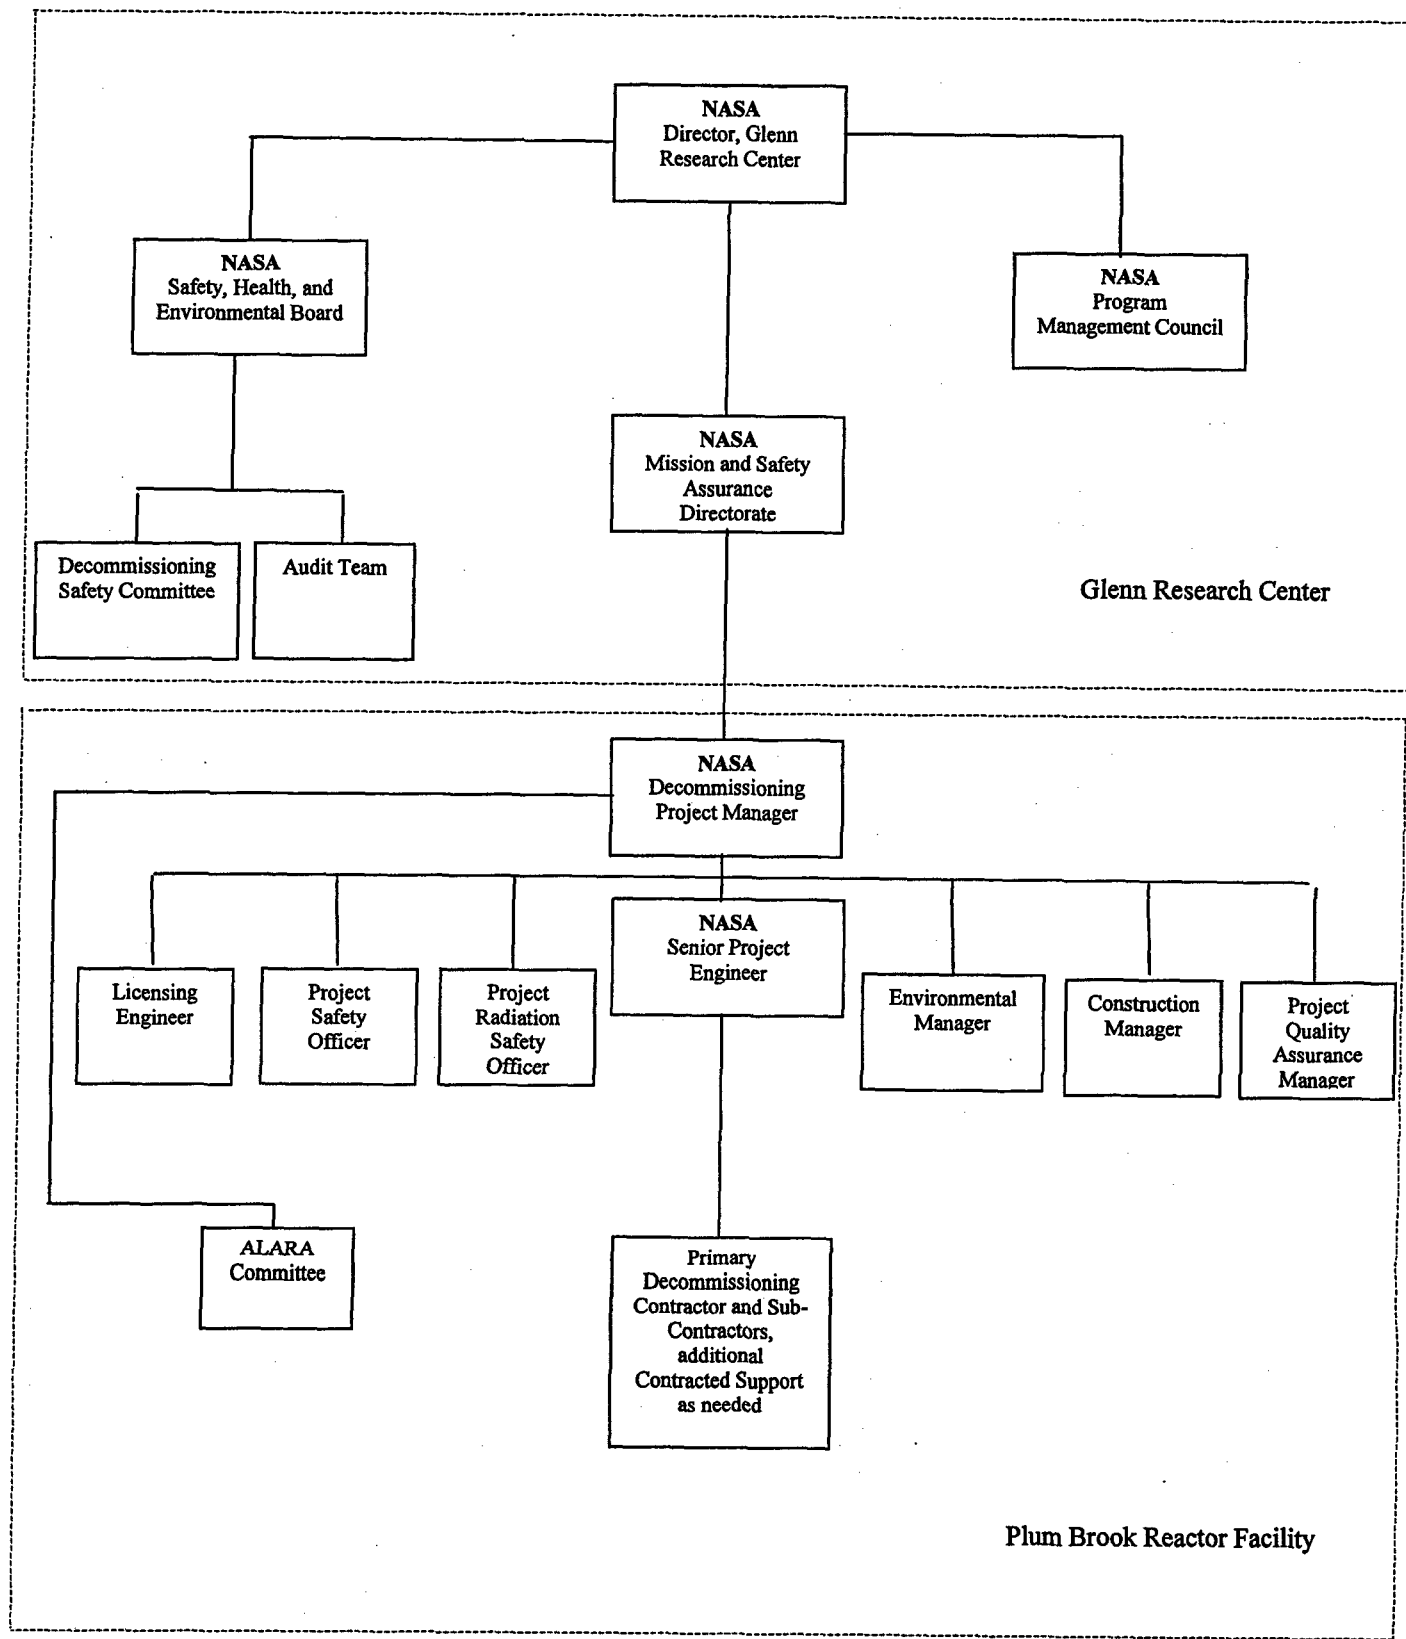 NASA
Director, Glenn
Research Center
NASA
Safety, Health, and
Environmental Board
NASA
Program
Management Council
NASA
Mission and Safety
Assurance
Directorate
Decommissioning
Safety Committee
Audit Team
Glenn Research Center
NASA
Decommissioning
Project Manager
NASA
Senior Project
Engineer
Licensing
Engineer
Project
Safety
Officer
Project
Radiation
Safety
Officer
Environmental
Manager
Construction
Manager
Project
Quality
Assurance
Manager
ALARA
Committee
Primary
Decommissioning
Contractor and Sub-
Contractors,
additional
Contracted Support
as needed
Plum Brook Reactor Facility